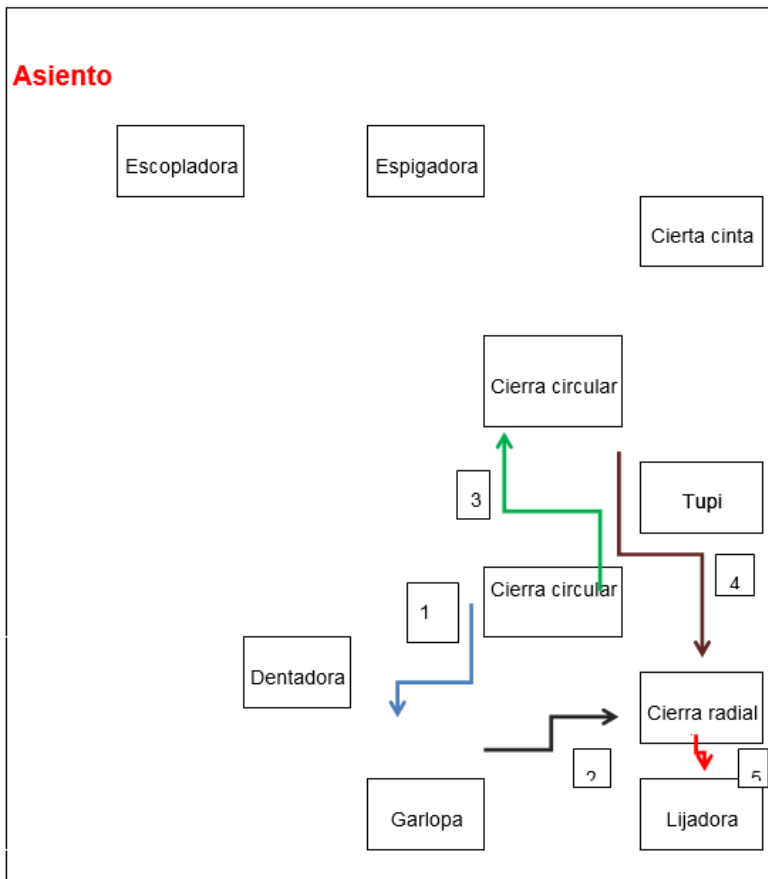 Asiento
Escopladora
Espigadora
Cierta cinta
Cierra circular
3
Tupi
Cierra circular
4
1
Dentadora
Cierra radial
2
5
Garlopa
Lijadora